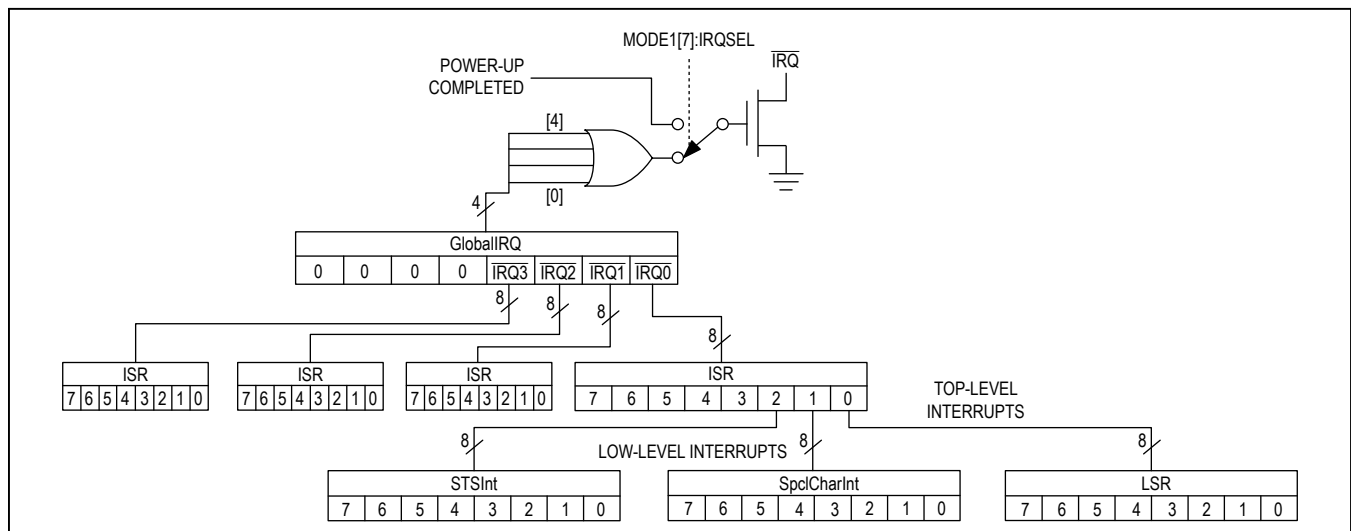 MODE1[7]:IRQSEL
IRQ
POWER-UP
COMPLETED
[4]
[0]
4
GlobalIRQ
0 0 0 0 IRQ3 IRQ2 IRQ1 IRQ0
8 8 8 8
ISR ISR ISR ISR
7 6 5 4 3 2 1 0 7 6 5 4 3 2 1 0 7 6 5 4 3 2 1 0 7 6 5 4 3 2 1 0
TOP-LEVEL
INTERRUPTS
8 LOW-LEVEL INTERRUPTS 8 8
STSInt SpclCharInt LSR
7 6 5 4 3 2 1 0 7 6 5 4 3 2 1 0 7 6 5 4 3 2 1 0